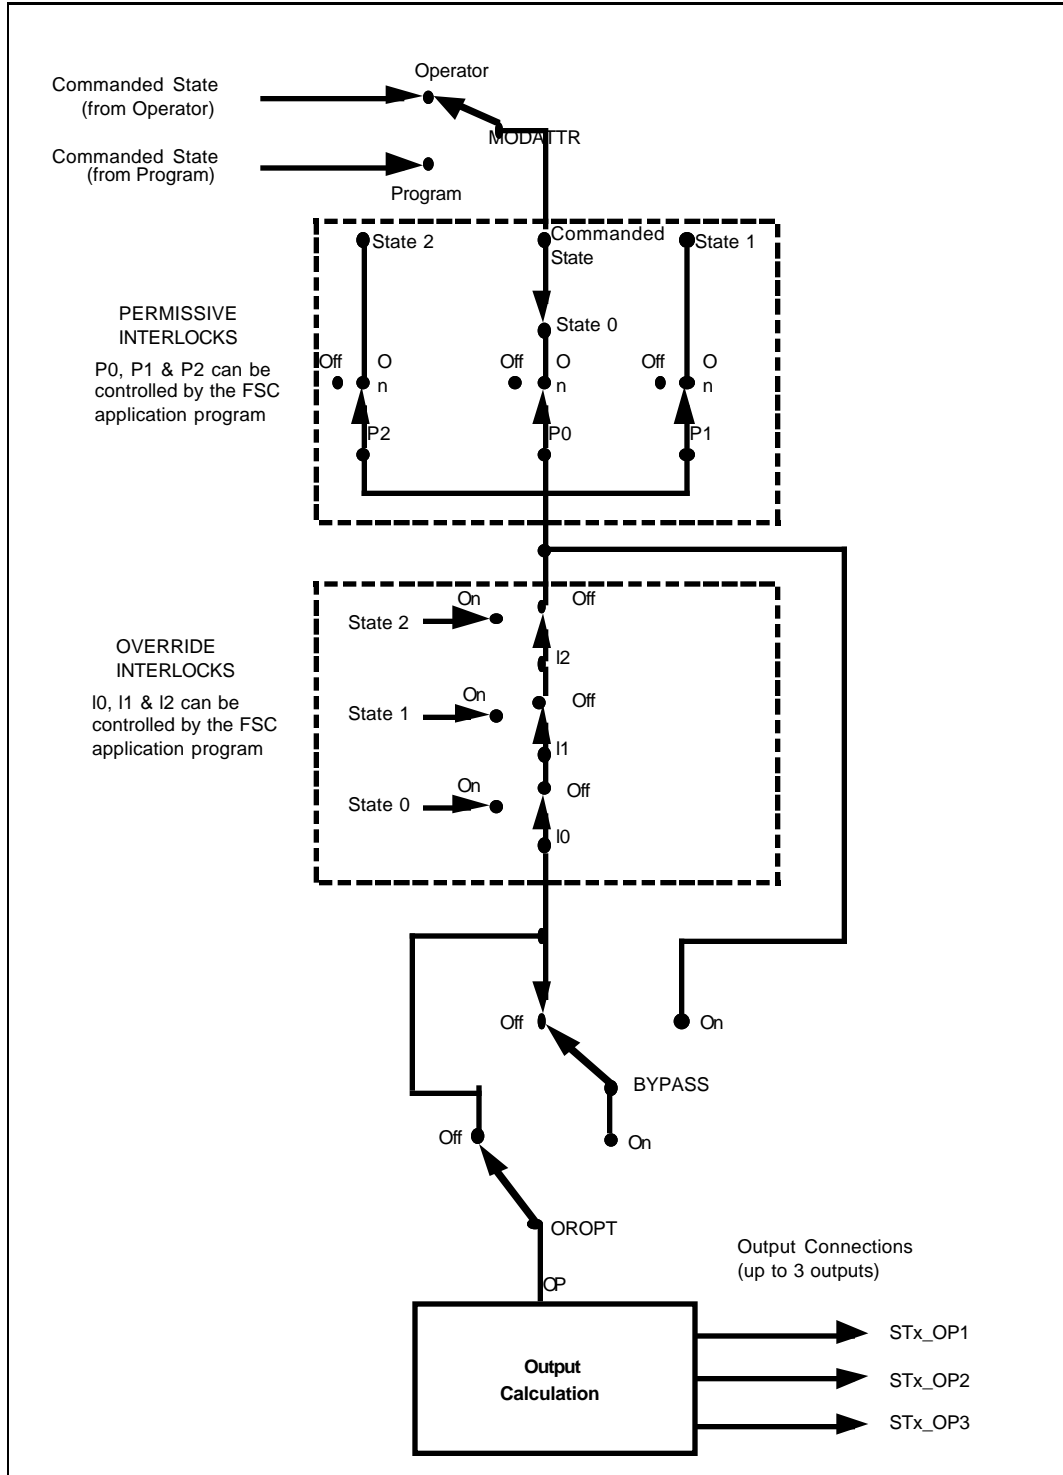 Operator
Commanded State
(from Operator)
MODATTR
Commanded State
(from Program)
Program
State 2
Commanded
State
State 1
State 0
PERMISSIVE
INTERLOCKS
P0, P1 & P2 can be
controlled by the FSC
application program
Off
O
n
Off
O
n
Off
O
n
P2
P0
P1
On
Off
State 2
I2
OVERRIDE
INTERLOCKS
I0, I1 & I2 can be
controlled by the FSC
application program
On
Off
State 1
I1
On
Off
State 0
I0
Off
On
BYPASS
Off
On
OROPT
OP
Output Connections
(up to 3 outputs)
Output
Calculation
STx_OP1
STx_OP2
STx_OP3